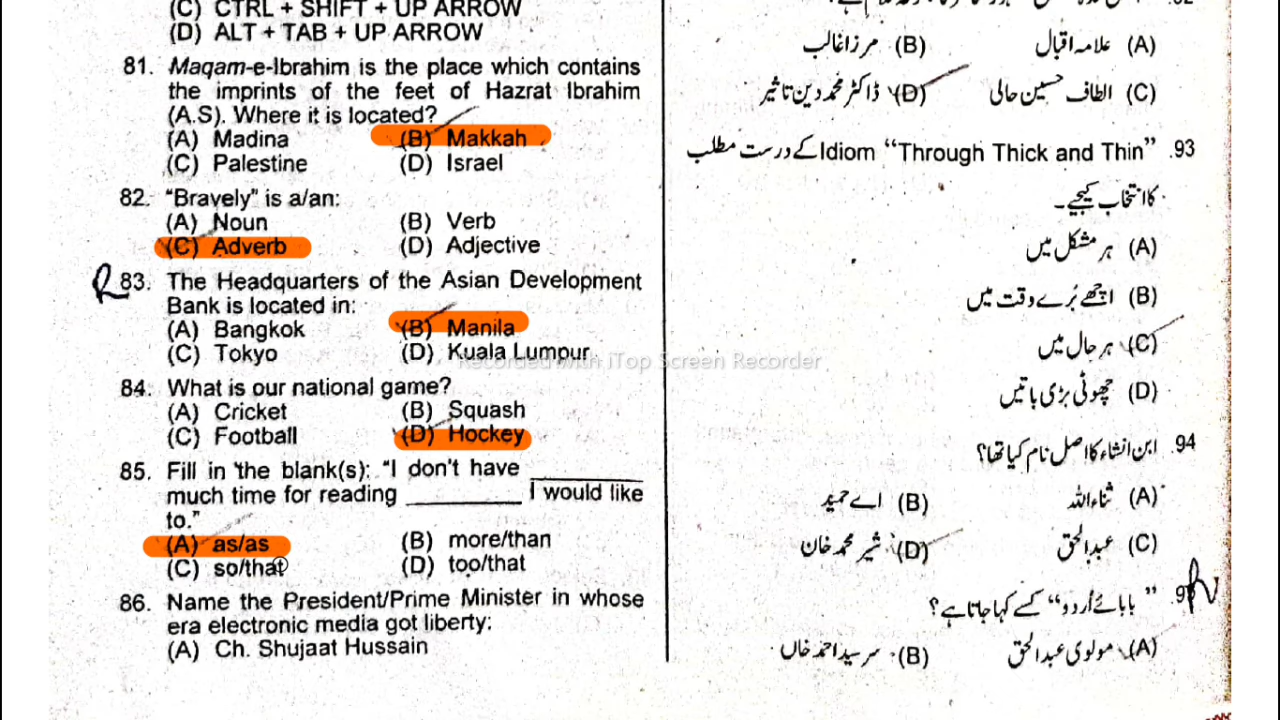 (C) CTRL + SHIFT + UP ARROW
(D) ALT + TAB + UP ARROW
81. Maqam-e-Ibrahim is the place which contains
the imprints of the feet of Hazrat Ibrahim
(A.S). Where it is located?
(A) Madina (B) Makkah
(C) Palestine (D) Israel
82. “Bravely” is a/an:
(A) Noun (B) Verb
(C) Adverb (D) Adjective
83. The Headquarters of the Asian Development
Bank is located in:
(A) Bangkok (B) Manila
(C) Tokyo (D) Kuala Lumpur
Recorded with iTop Screen Recorder
84. What is our national game?
(A) Cricket (B) Squash
(C) Football (D) Hockey
85. Fill in the blank(s): “I don't have ________
much time for reading ________ I would like
to.”
(A) as/as (B) more/than
(C) so/that (D) too/that
86. Name the President/Prime Minister in whose
era electronic media got liberty:
(A) Ch. Shujaat Hussain
(A) علامہ اقبال (B) مرزا غالب
(C) الطاف حسین حالی (D) ڈاکٹر محمد دین تاثیر
93. “Through Thick and Thin” Idiom کے درست مطلب
کا انتخاب کیجیے۔
(A) ہر مشکل میں
(B) اچھے بُرے وقت میں
(C) ہر حال میں
(D) چھوٹی بڑی باتیں
94 ابن انشاء کا اصل نام کیا تھا؟
(A) ثناء اللہ (B) اے حمید
(C) عبدالحق (D) شیر محمد خان
“بابائے اُردو” کسے کہا جاتا ہے؟
(A) مولوی عبدالحق (B) سرسید احمد خاں